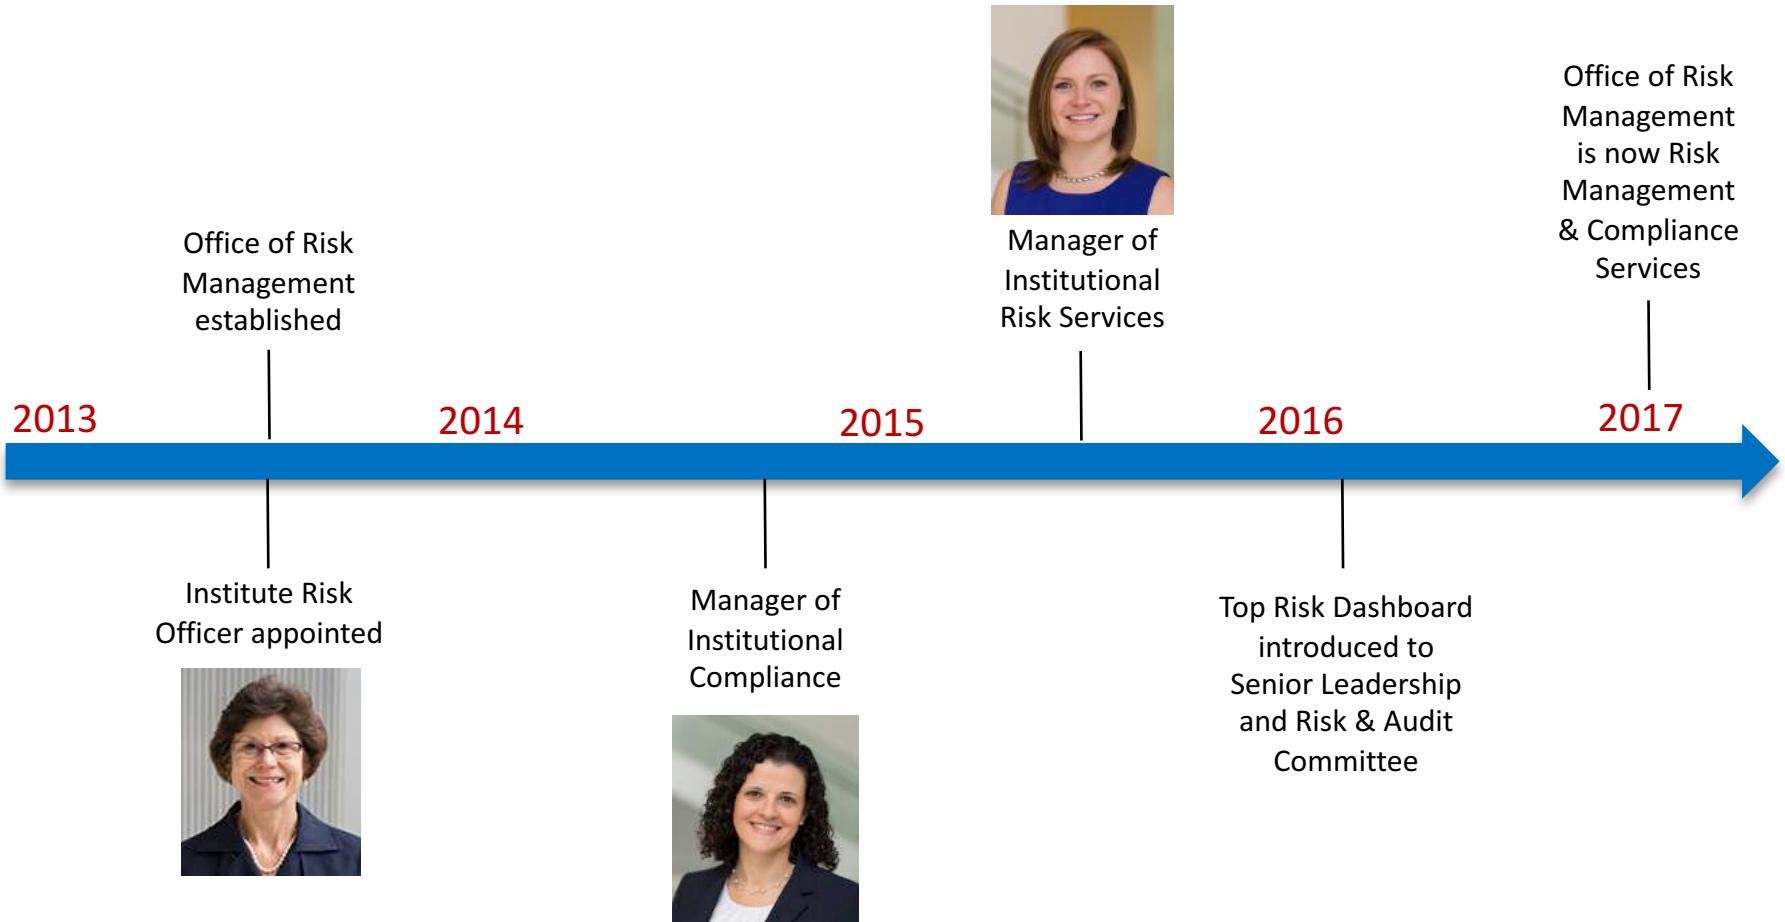 Office of Risk
Management
established
Manager of
Institutional
Risk Services
Office of Risk
Management
is now Risk
Management
& Compliance
Services
2013
2014
2015
2016
2017
Institute Risk
Officer appointed
Manager of
Institutional
Compliance
Top Risk Dashboard
introduced to
Senior Leadership
and Risk & Audit
Committee